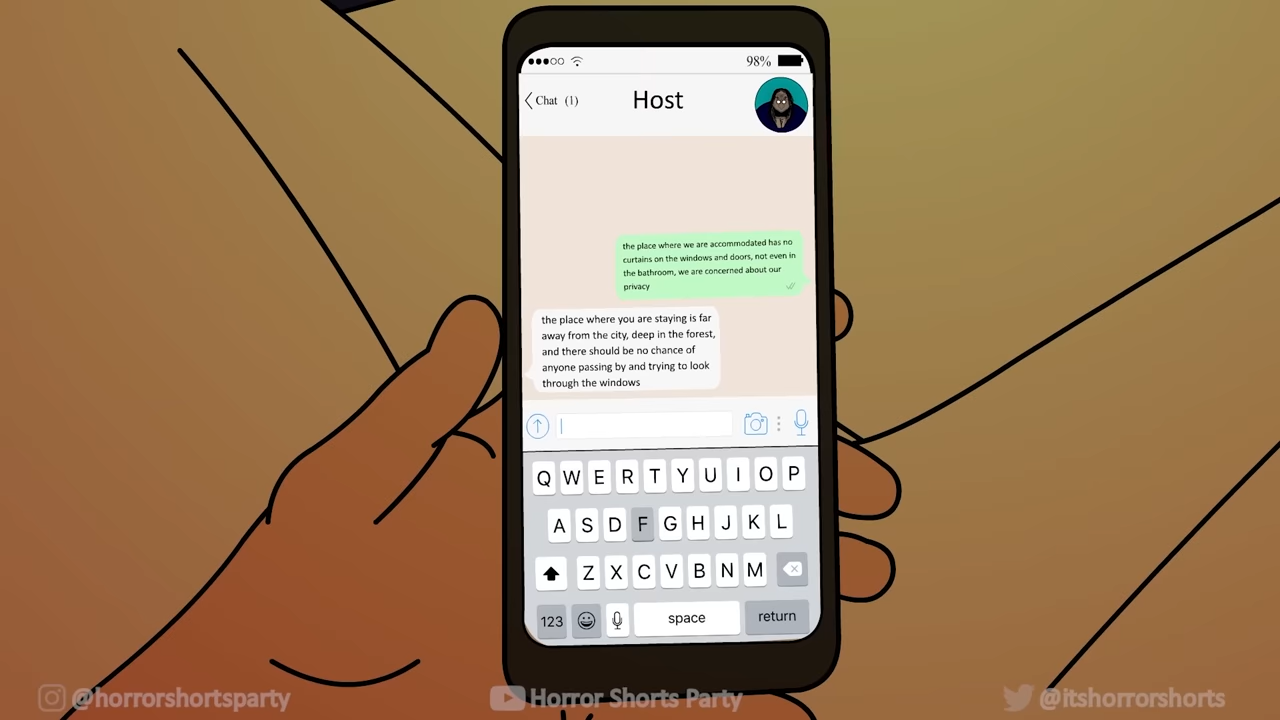 98%
Chat (1)
Host
the place where we are accommodated has no
curtains on the windows and doors, not even in
the bathroom, we are concerned about our
privacy
the place where you are staying is far
away from the city, deep in the forest,
and there should be no chance of
anyone passing by and trying to look
through the windows
Q W E R T Y U I O P
A S D F G H J K L
Z X C V B N M
123 space return
@horrorshortsparty Horror Shorts Party @itshorrorshorts